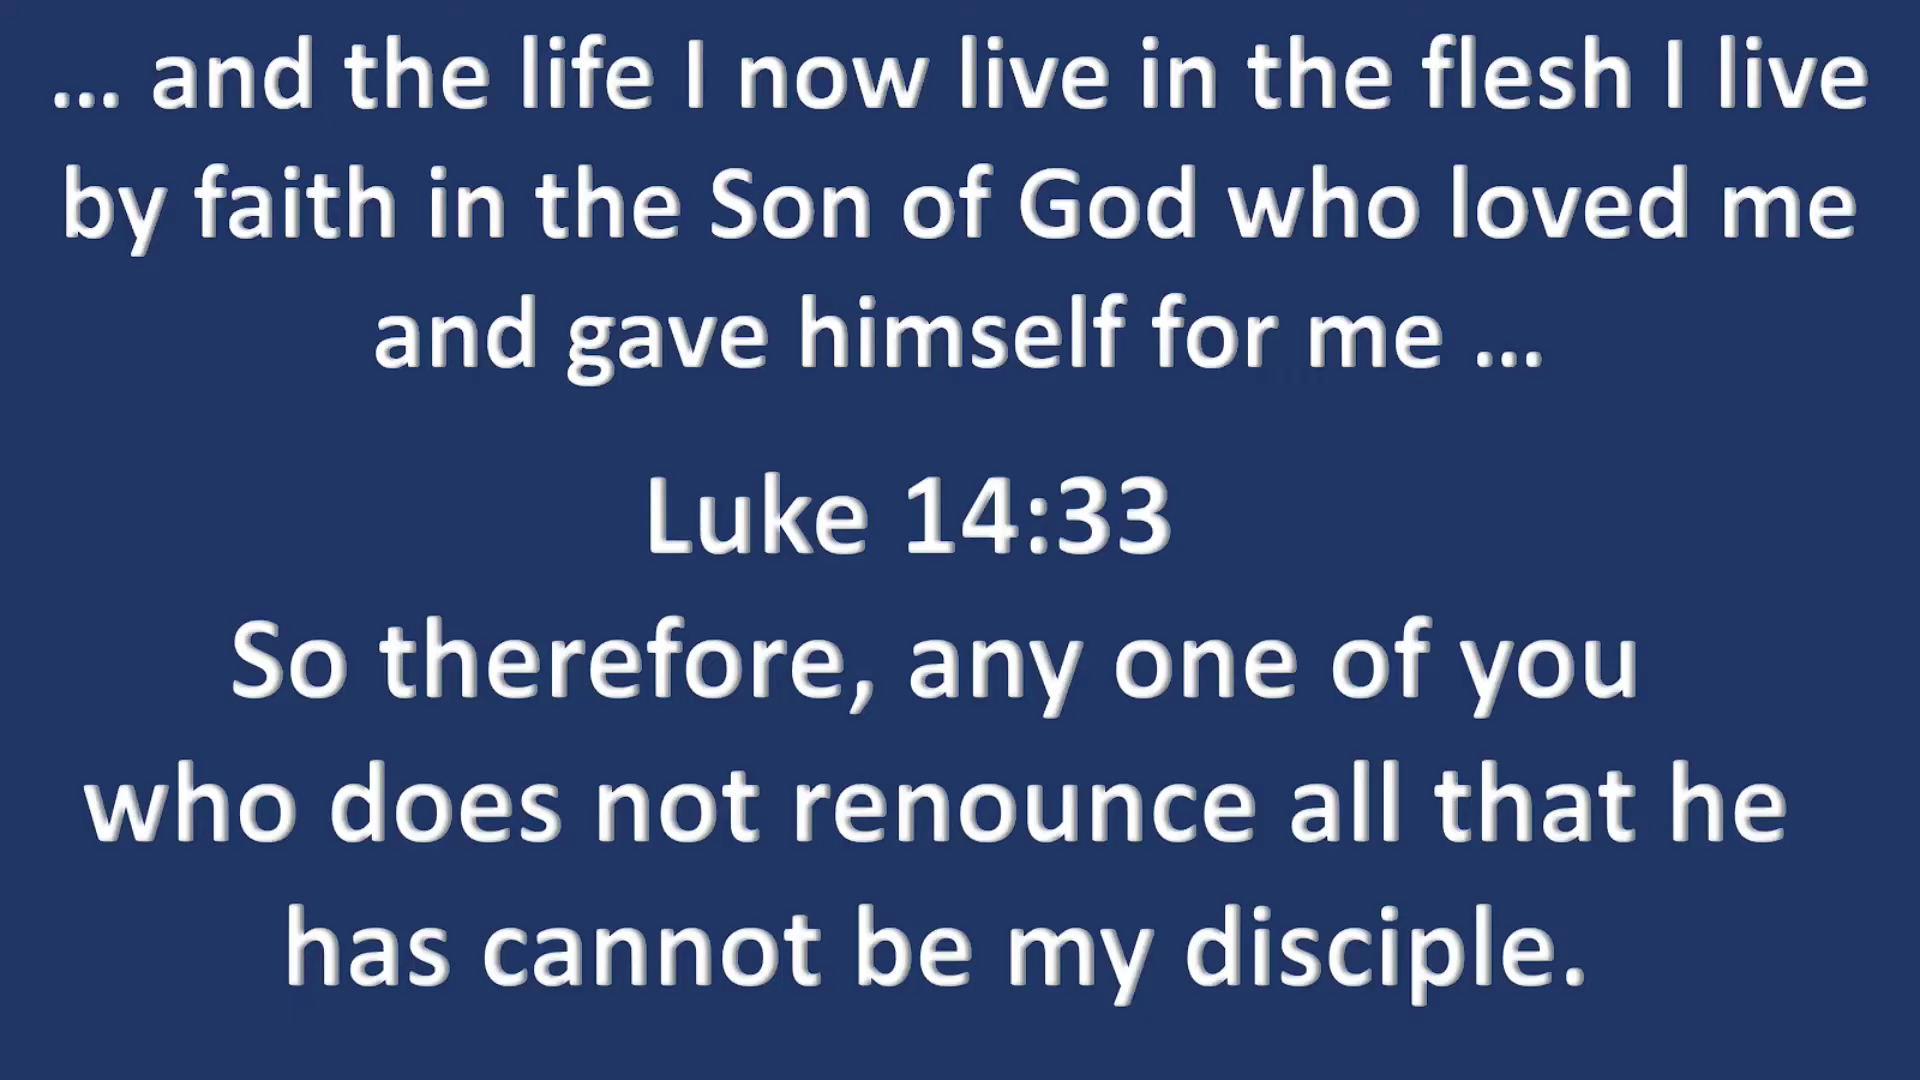 ... and the life I now live in the flesh I live
by faith in the Son of God who loved me
and gave himself for me ...
Luke 14:33
So therefore, any one of you
who does not renounce all that he
has cannot be my disciple.